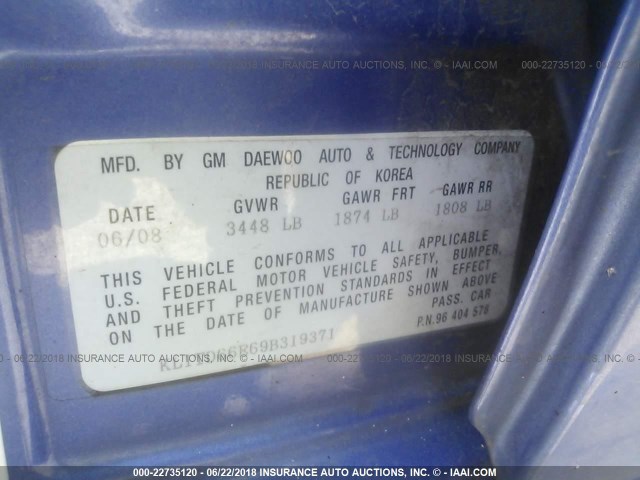 000-22735120 - 06/22/2018 INSURANCE AUTO AUCTIONS, INC. © - IAAI.COM
MFD. BY GM DAEWOO AUTO & TECHNOLOGY COMPANY
REPUBLIC OF KOREA
DATE GVWR GAWR FRT GAWR RR
06/08 3448 LB 1874 LB 1808 LB
THIS VEHICLE CONFORMS TO ALL APPLICABLE
U.S. FEDERAL MOTOR VEHICLE SAFETY, BUMPER,
AND THEFT PREVENTION STANDARDS IN EFFECT
ON THE DATE OF MANUFACTURE SHOWN ABOVE
PASS. CAR
P.N.96 404 576
000-22735120 - 06/22/2018 INSURANCE AUTO AUCTIONS, INC. © - IAAI.COM